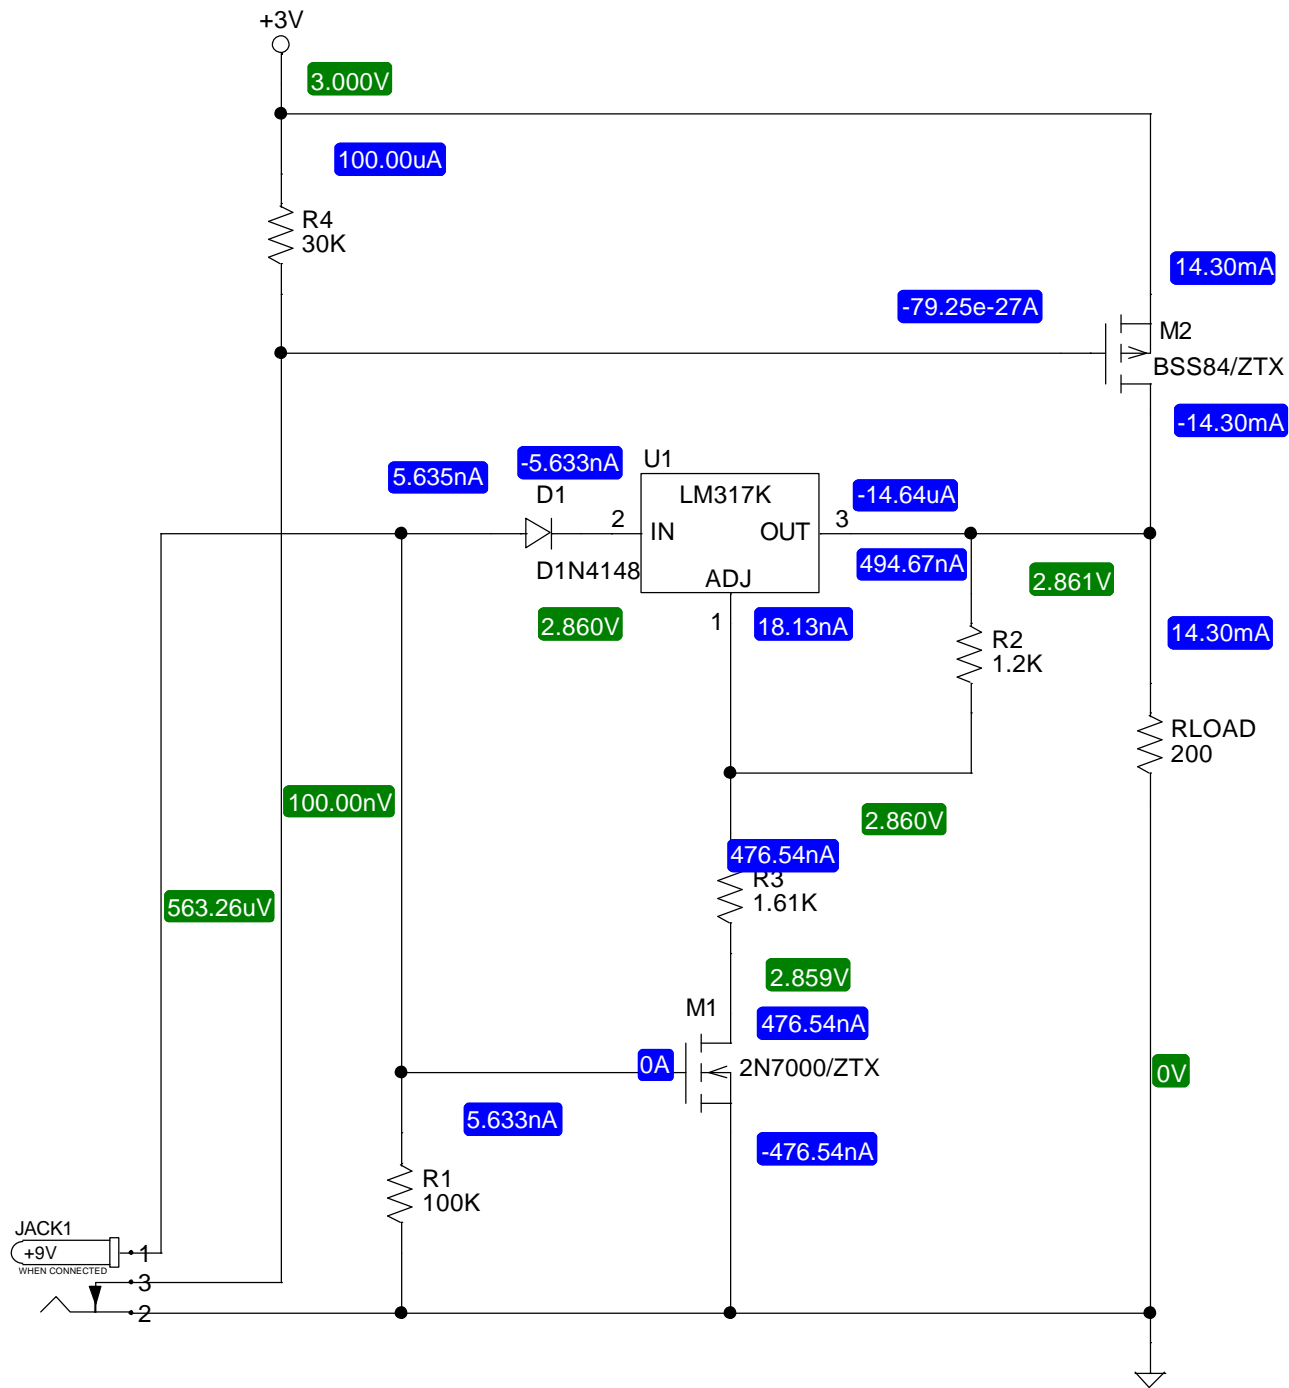 +3V
3.000V
100.00uA
R4
30K
14.30mA
-79.25e-27A
M2
BSS84/ZTX
-14.30mA
U1
-5.633nA
5.635nA
D1
LM317K
-14.64uA
2
IN
OUT
3
D1N4148
ADJ
494.67nA
2.861V
2.860V
1
18.13nA
14.30mA
R2
1.2K
RLOAD
200
100.00nV
2.860V
476.54nA
R3
1.61K
563.26uV
2.859V
M1
476.54nA
0A
2N7000/ZTX
0V
5.633nA
-476.54nA
R1
100K
JACK1
+9V
1
WHEN CONNECTED
3
2